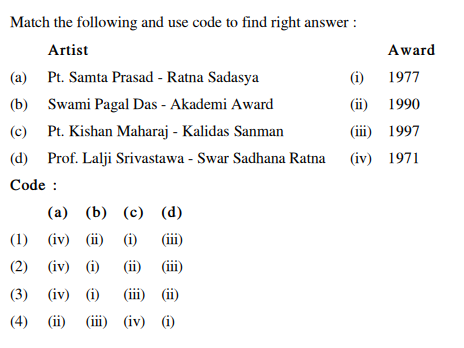 Match the following and use code to find right answer :
Artist Award
(a) Pt. Samta Prasad - Ratna Sadasya (i) 1977
(b) Swami Pagal Das - Akademi Award (ii) 1990
(c) Pt. Kishan Maharaj - Kalidas Sanman (iii) 1997
(d) Prof. Lalji Srivastawa - Swar Sadhana Ratna (iv) 1971
Code :
(a) (b) (c) (d)
(1) (iv) (ii) (i) (iii)
(2) (iv) (i) (ii) (iii)
(3) (iv) (i) (iii) (ii)
(4) (ii) (iii) (iv) (i)